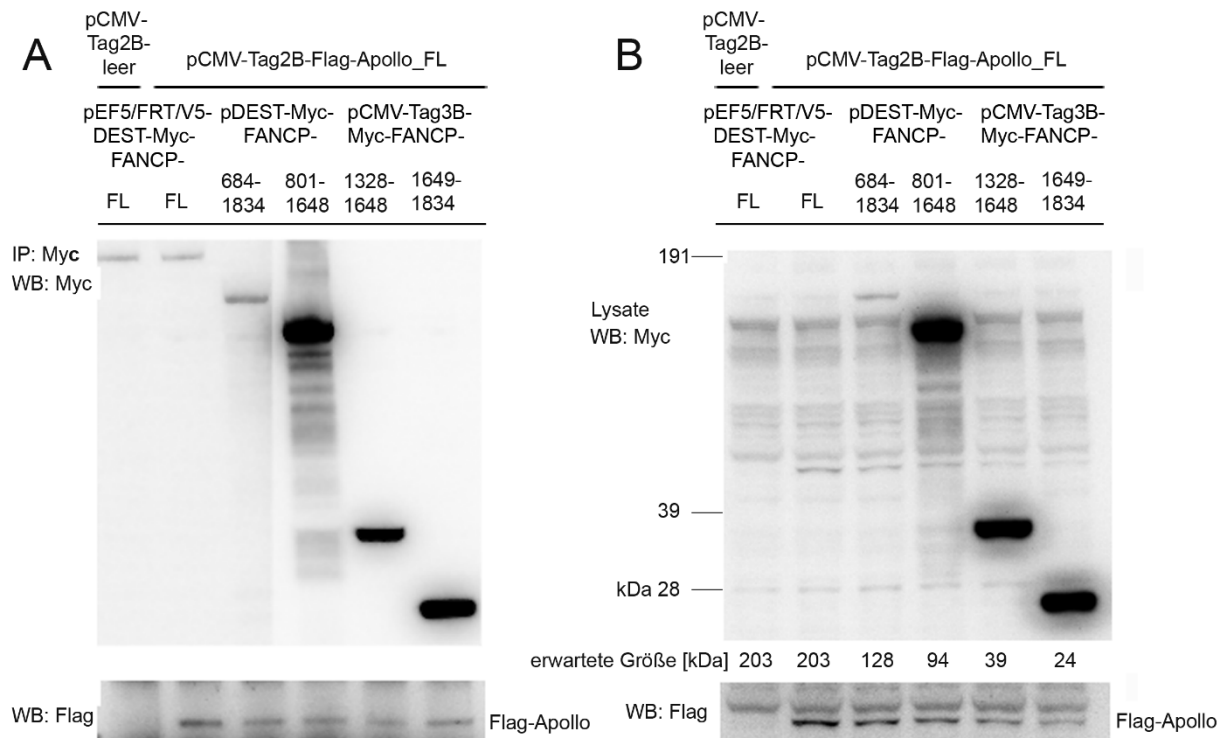 A
pCMV-
Tag2B-
leer
pCMV-Tag2B-Flag-Apollo_FL
pEF5/FRT/V5-
DEST-Myc-
FANCP-
pDEST-Myc-
FANCP-
pCMV-Tag3B-
Myc-FANCP-
FL
FL
684-
1834
801-
1648
1328-
1648
1649-
1834
IP: Myc
WB: Myc
WB: Flag
Flag-Apollo
B
pCMV-
Tag2B-
leer
pCMV-Tag2B-Flag-Apollo_FL
pEF5/FRT/V5-
DEST-Myc-
FANCP-
pDEST-Myc-
FANCP-
pCMV-Tag3B-
Myc-FANCP-
FL
FL
684-
1834
801-
1648
1328-
1648
1649-
1834
191
Lysate
WB: Myc
39
kDa 28
erwartete Größe [kDa] 203 203 128 94 39 24
WB: Flag
Flag-Apollo